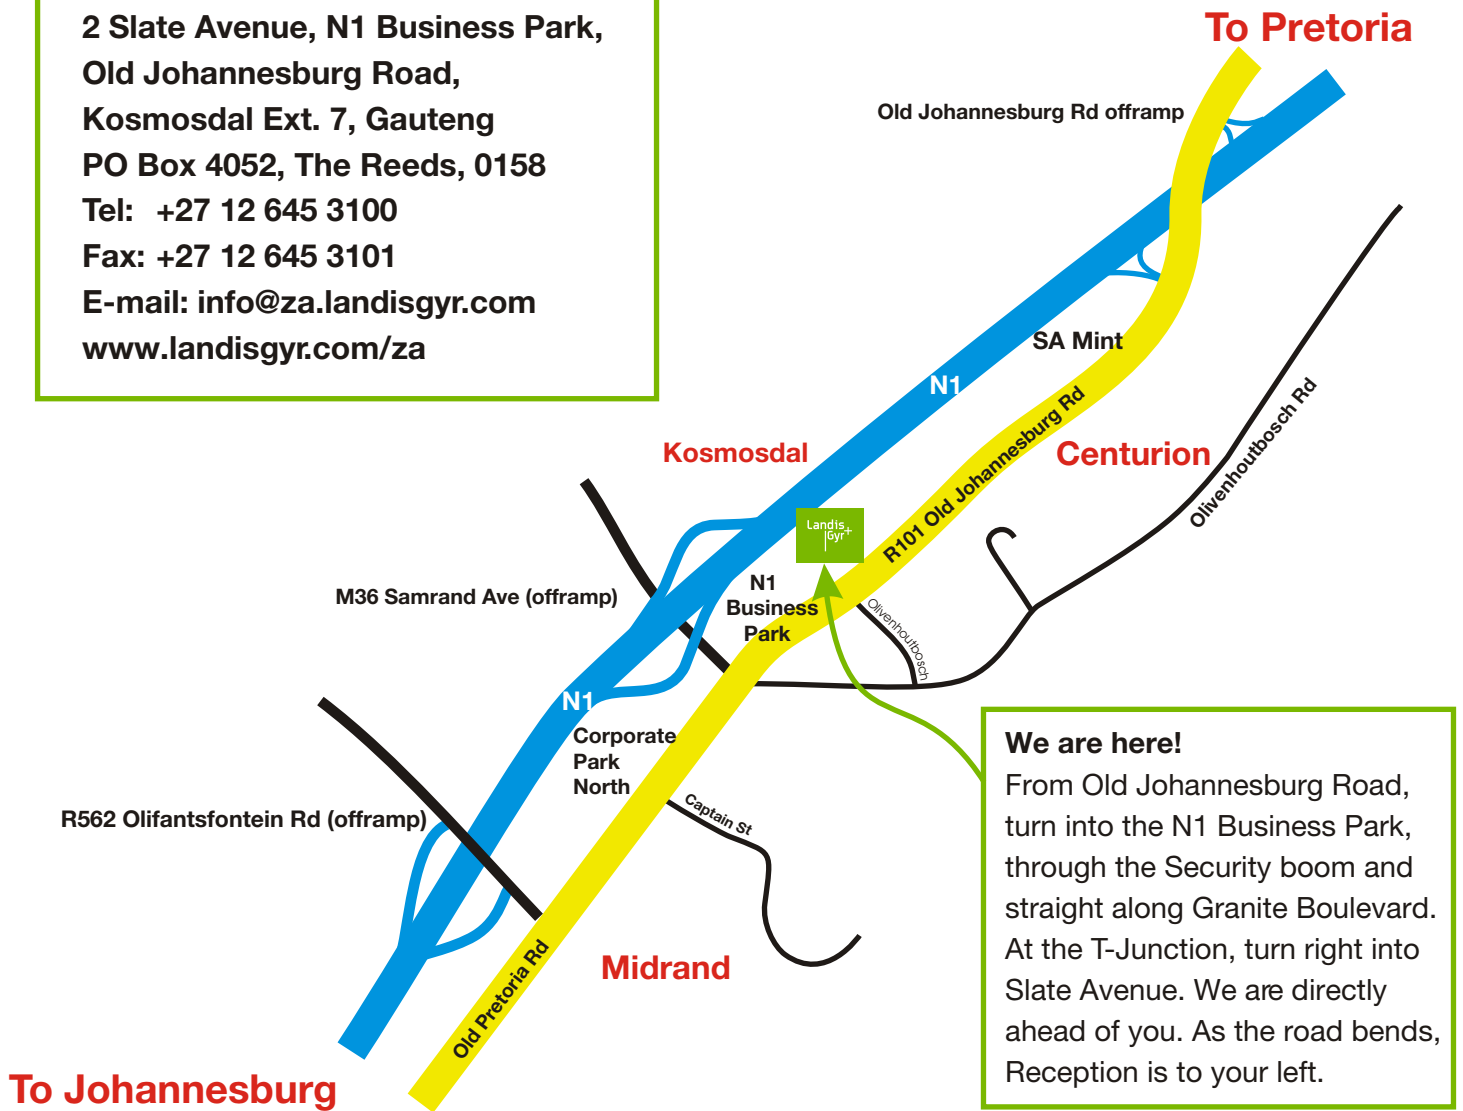 2 Slate Avenue, N1 Business Park,
Old Johannesburg Road,
Kosmosdal Ext. 7, Gauteng
PO Box 4052, The Reeds, 0158
Tel: +27 12 645 3100
Fax: +27 12 645 3101
E-mail: info@za.landisgyr.com
www.landisgyr.com/za
To Pretoria
Old Johannesburg Rd offramp
SA Mint
N1
R101 Old Johannesburg Rd
Kosmosdal
Centurion
Olivenhoutbosch Rd
Landis
Gyr+
M36 Samrand Ave (offramp)
N1
Business
Park
Olivenhoutbosch
N1
Corporate
Park
North
R562 Olifantsfontein Rd (offramp)
Captain St
Midrand
Old Pretoria Rd
To Johannesburg
We are here!
From Old Johannesburg Road,
turn into the N1 Business Park,
through the Security boom and
straight along Granite Boulevard.
At the T-Junction, turn right into
Slate Avenue. We are directly
ahead of you. As the road bends,
Reception is to your left.